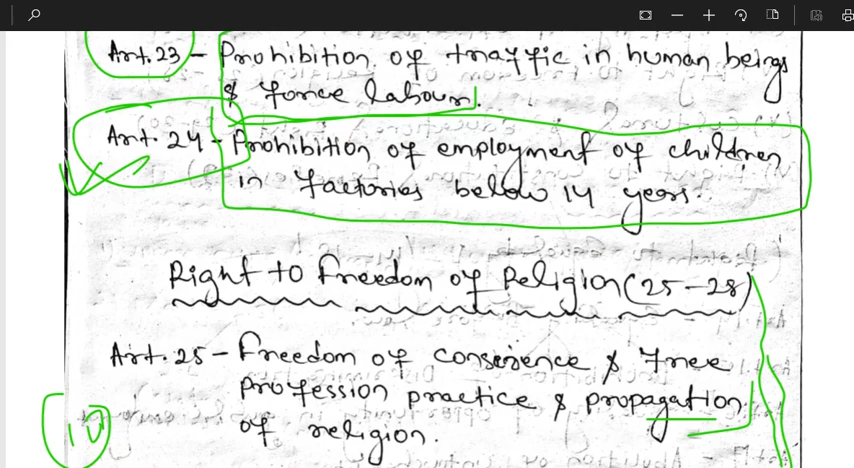 Art. 23 - Prohibition of traffic in human beings
& force labour.
Art. 24 - Prohibition of employment of children
in factories below 14 years.
Right to freedom of Religion (25-28)
Art. 25 - Freedom of conscience & free
profession practice & propagation
of religion.
10